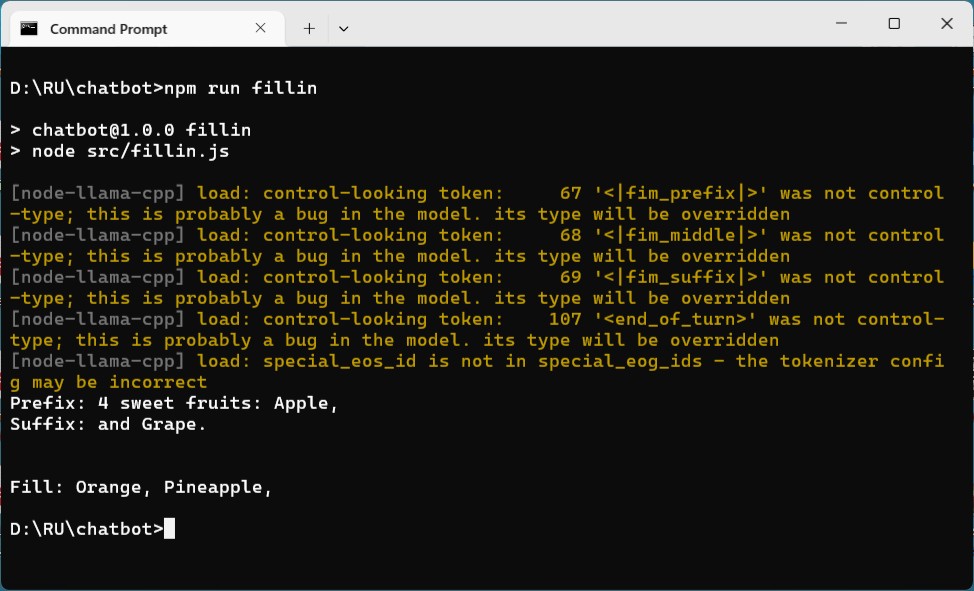 Command Prompt
D:\RU\chatbot>npm run fillin
> chatbot@1.0.0 fillin
> node src/fillin.js
[node-llama-cpp] load: control-looking token:     67 '<|fim_prefix|>' was not control
-type; this is probably a bug in the model. its type will be overridden
[node-llama-cpp] load: control-looking token:     68 '<|fim_middle|>' was not control
-type; this is probably a bug in the model. its type will be overridden
[node-llama-cpp] load: control-looking token:     69 '<|fim_suffix|>' was not control
-type; this is probably a bug in the model. its type will be overridden
[node-llama-cpp] load: control-looking token:    107 '<end_of_turn>' was not control-
type; this is probably a bug in the model. its type will be overridden
[node-llama-cpp] load: special_eos_id is not in special_eog_ids - the tokenizer confi
g may be incorrect
Prefix: 4 sweet fruits: Apple,
Suffix: and Grape.
Fill: Orange, Pineapple,
D:\RU\chatbot>